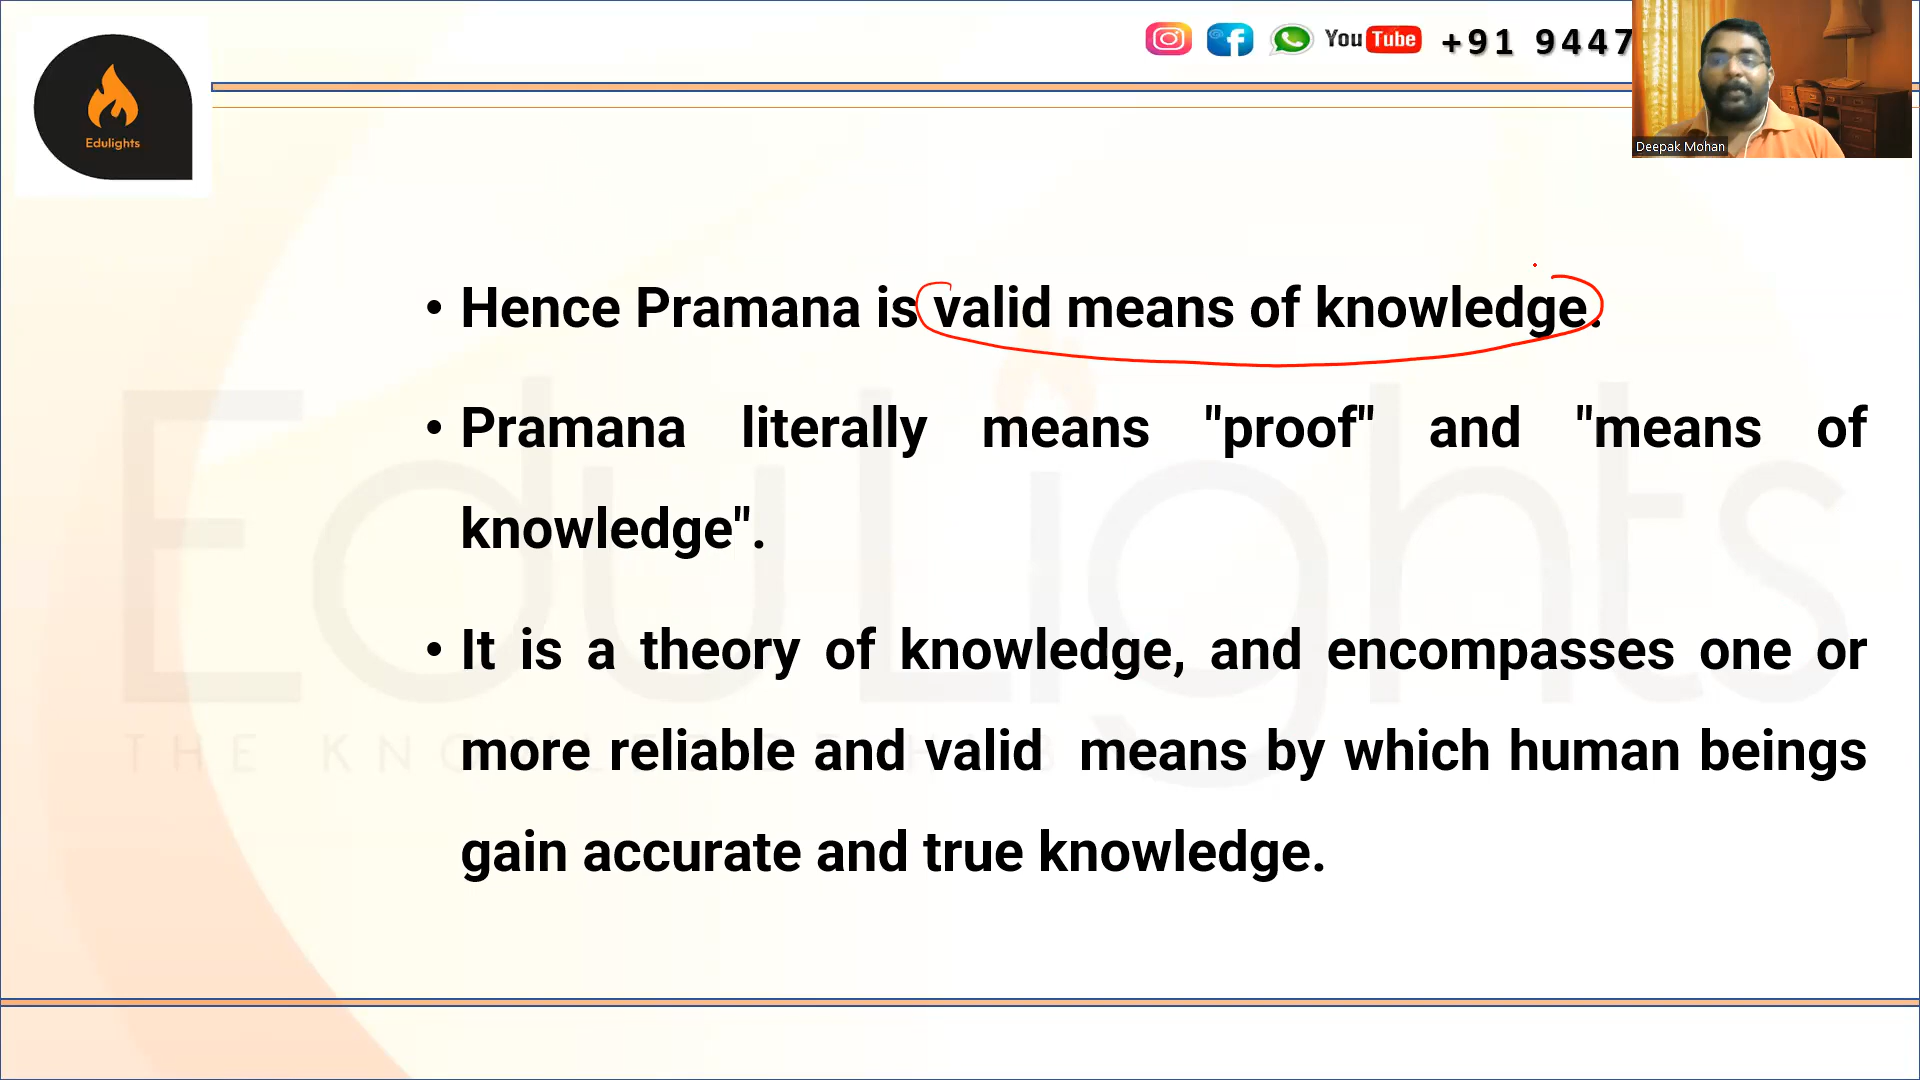 You Tube +91 9447
Edulights
Deepak Mohan
• Hence Pramana is valid means of knowledge.
• Pramana literally means "proof" and "means of
knowledge".
• It is a theory of knowledge, and encompasses one or
more reliable and valid means by which human beings
gain accurate and true knowledge.
EduLights